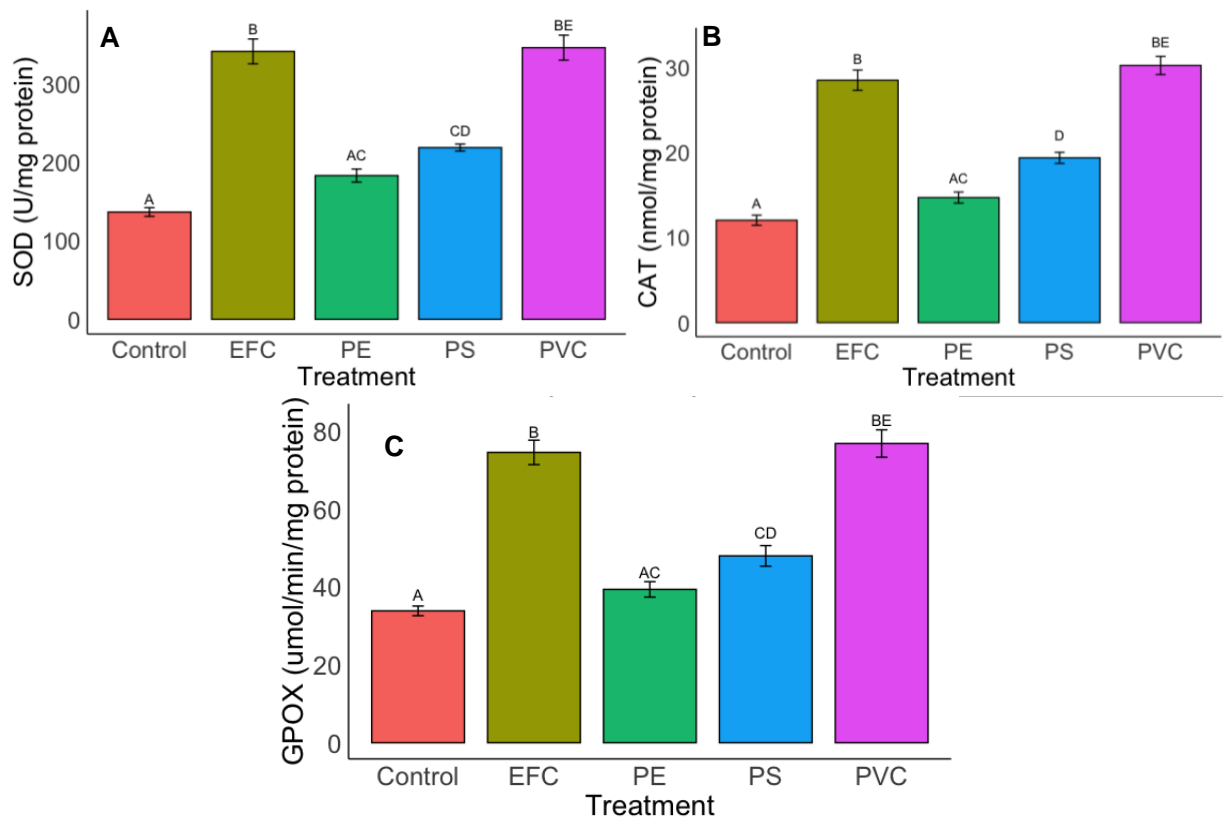 A
SOD (U/mg protein)
300
200
100
0
A
B
AC
CD
BE
Control EFC PE PS PVC
Treatment
B
CAT (nmol/mg protein)
30
20
10
0
A
B
AC
D
BE
Control EFC PE PS PVC
Treatment
C
GPOX (umol/min/mg protein)
80
60
40
20
0
A
B
AC
CD
BE
Control EFC PE PS PVC
Treatment